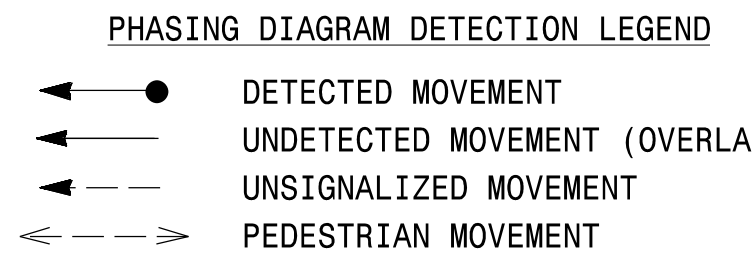 PHASING DIAGRAM DETECTION LEGEND
DETECTED MOVEMENT
UNDETECTED MOVEMENT (OVERLA
UNSIGNALIZED MOVEMENT
PEDESTRIAN MOVEMENT